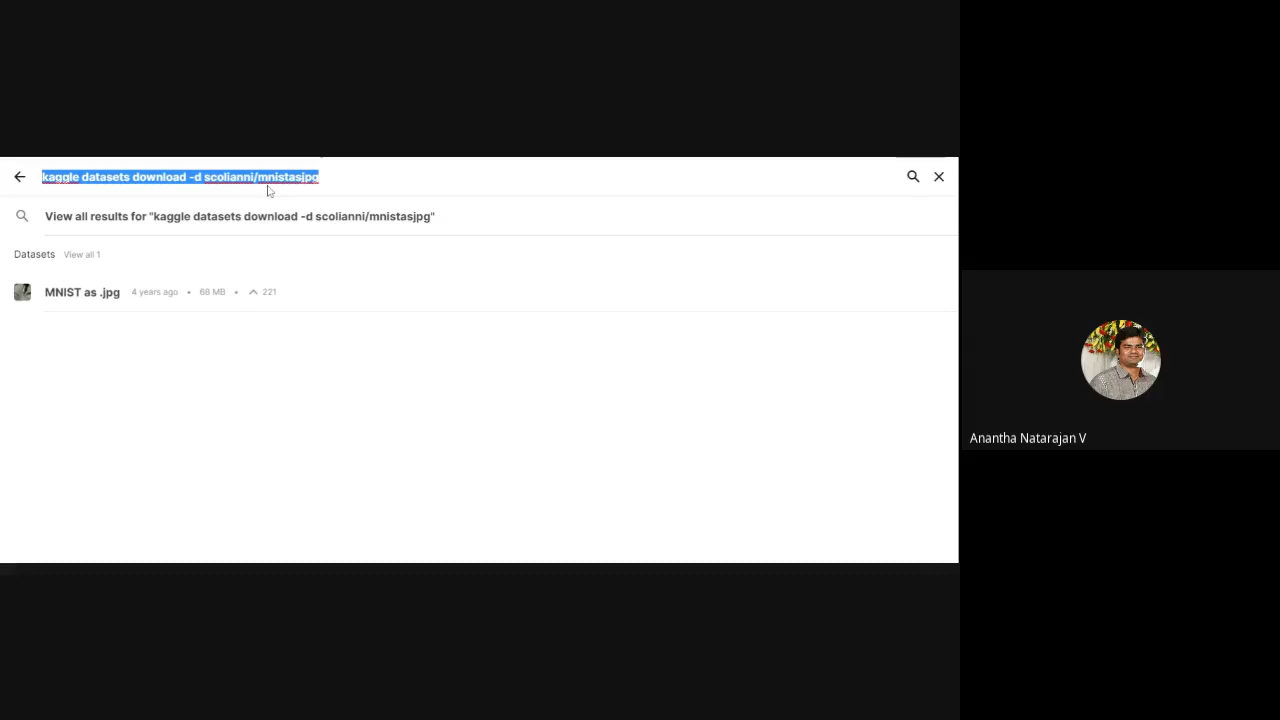 kaggle datasets download -d scolianni/mnistasjpg
View all results for "kaggle datasets download -d scolianni/mnistasjpg"
Datasets View all 1
MNIST as .jpg 4 years ago • 68 MB • 221
Anantha Natarajan V